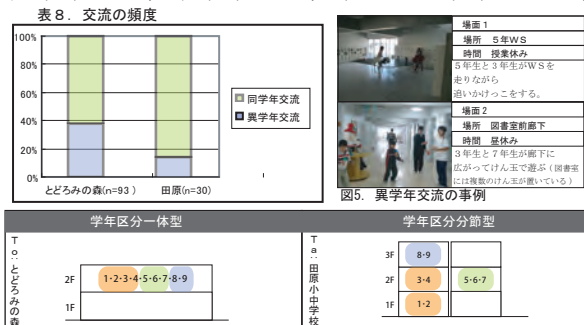 表８．交流の頻度
100%
80%
60%
40%
20%
0%
とどろみの森(n=93)
田原(n=30)
同学年交流
異学年交流
場面１
場所　５年WS
時間　授業休み
５年生と３年生がWSを
走りながら
追いかけっこをする。
場面２
場所　図書室前廊下
時間　昼休み
３年生と７年生が廊下に
広がってけん玉で遊ぶ(図書室
には複数のけん玉が置いている)
図5. 異学年交流の事例
学年区分一体型
学年区分分節型
To:とどろみの森
2F
1・2・3・4・5・6・7・8・9
1F
Ta:田原小中学校
3F
8・9
2F
3・4
5・6・7
1F
1・2